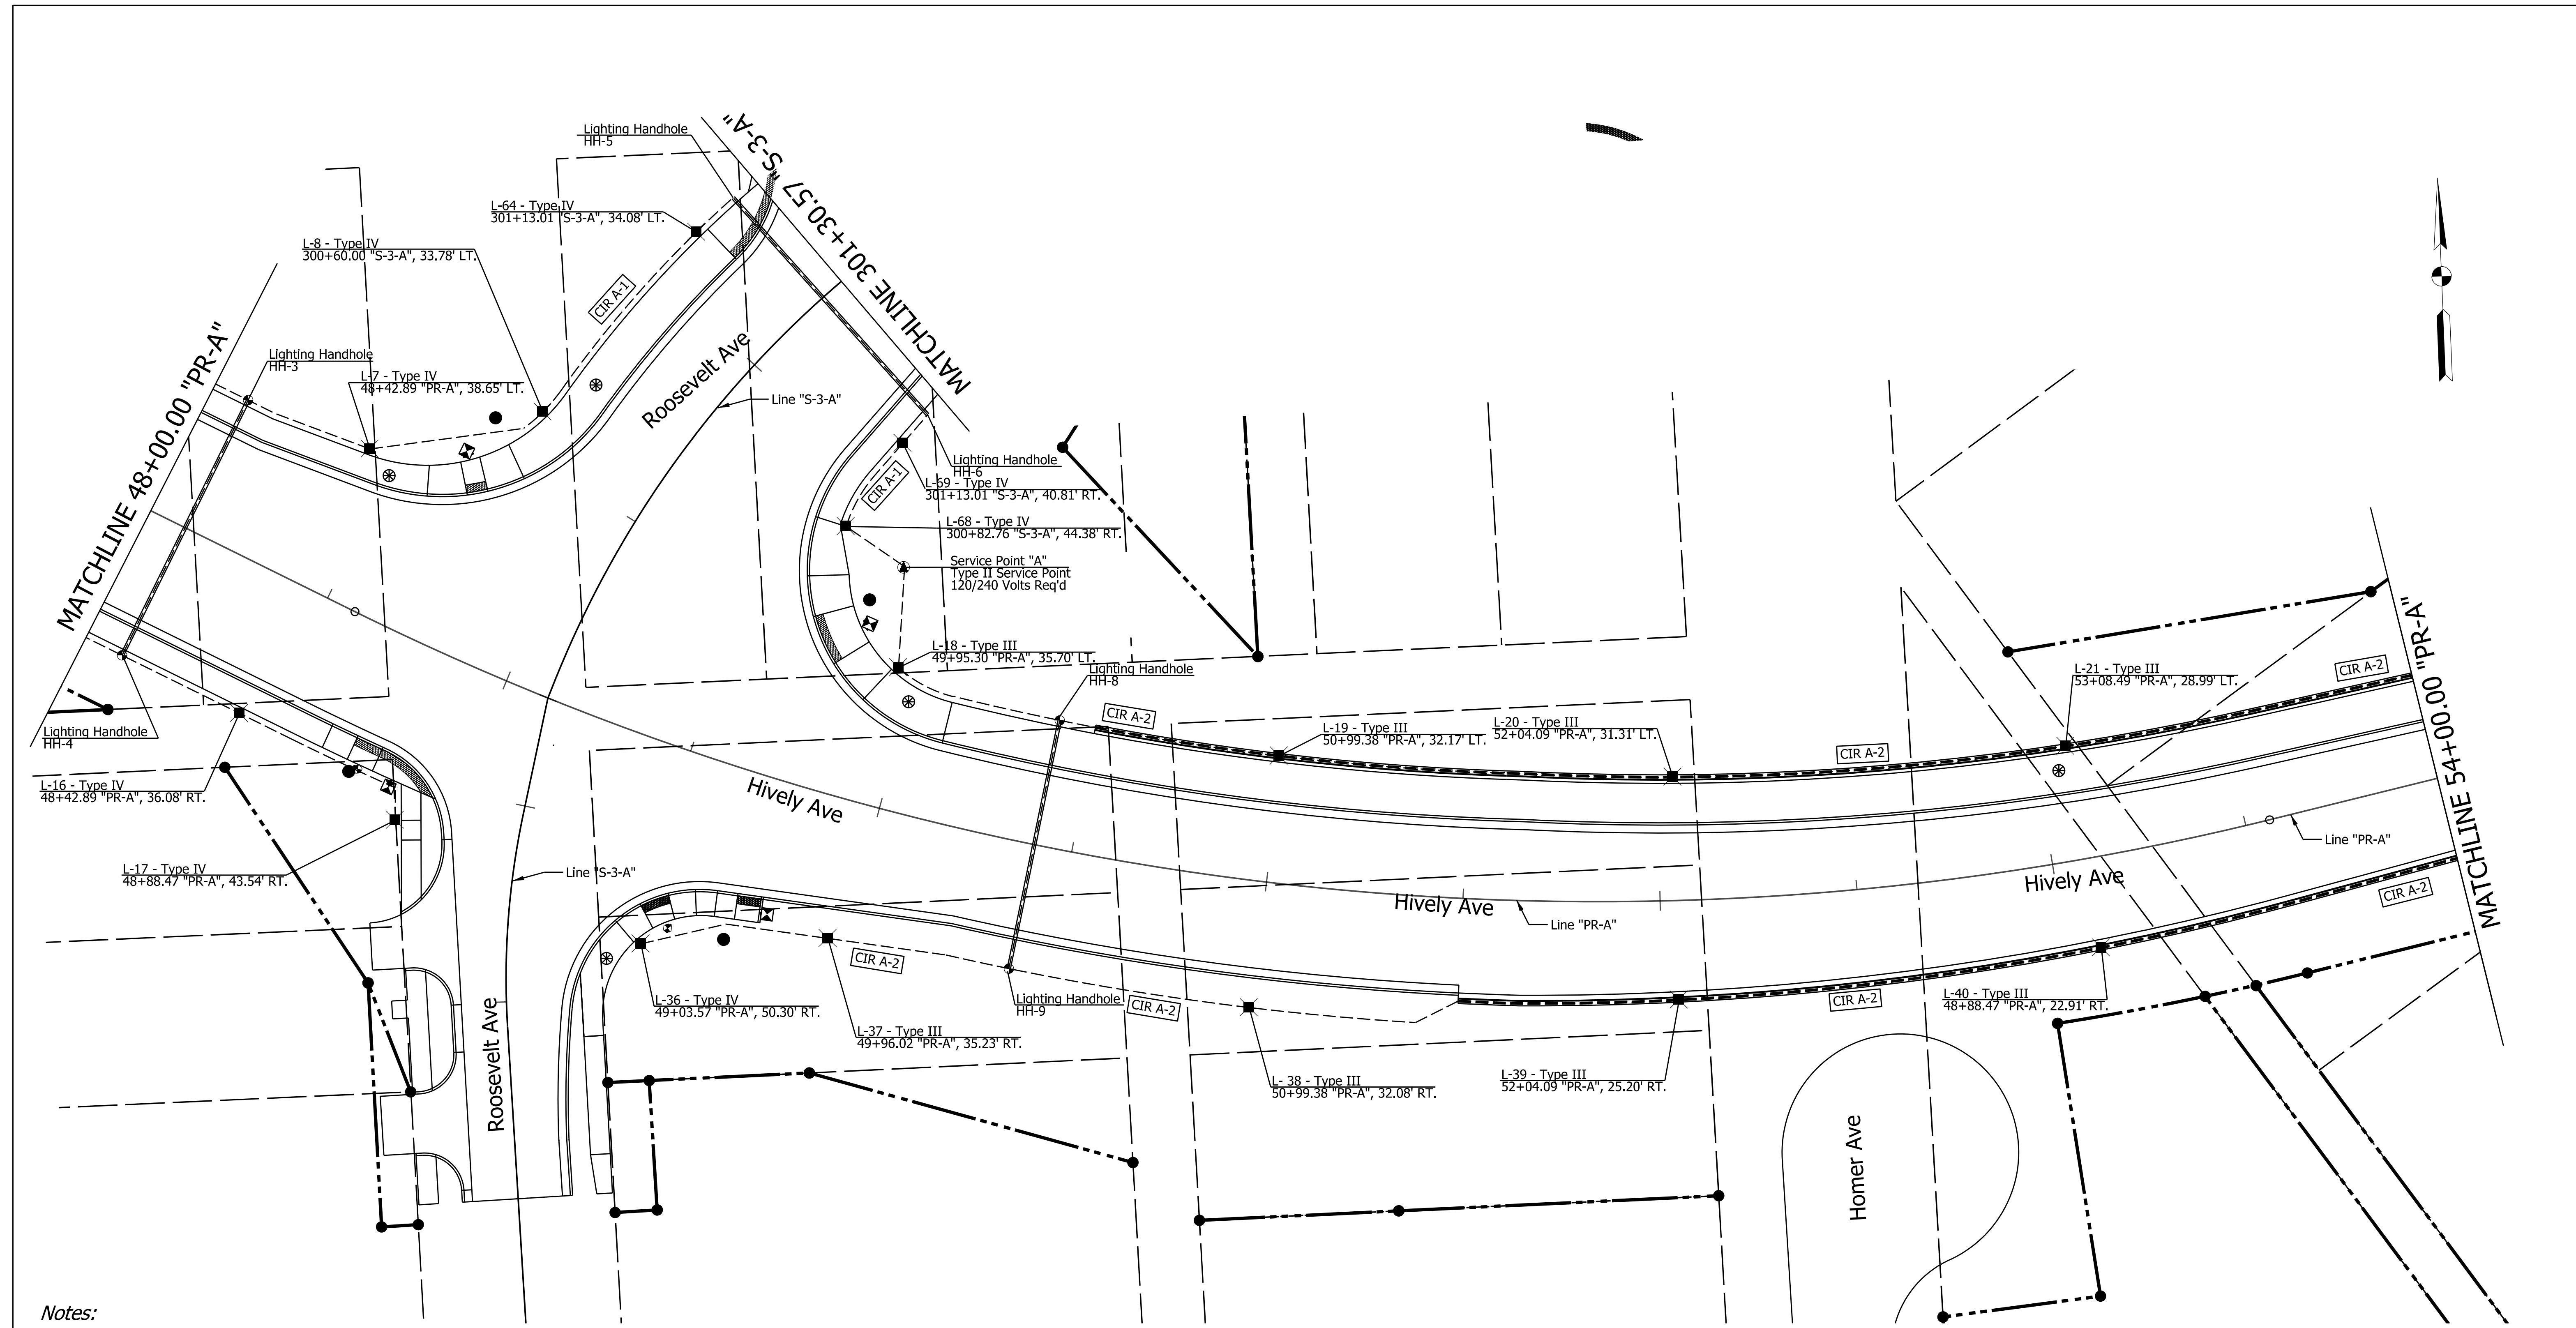 Lighting Handhole
HH-5
MATCHLINE 301+30.57 "S-3-A"
L-64 - Type IV
301+13.01 "S-3-A", 34.08' LT.
L-8 - Type IV
300+60.00 "S-3-A", 33.78' LT.
CIR A-1
MATCHLINE 48+00.00 "PR-A"
Lighting Handhole
HH-3
L-7 - Type IV
48+42.89 "PR-A", 38.65' LT.
Roosevelt Ave
Line "S-3-A"
Lighting Handhole
HH-6
L-69 - Type IV
301+13.01 "S-3-A", 40.81' RT.
CIR A-1
L-68 - Type IV
300+82.76 "S-3-A", 44.38' RT.
Service Point "A"
Type II Service Point
120/240 Volts Req'd
L-18 - Type III
49+95.30 "PR-A", 35.70' LT.
Lighting Handhole
HH-8
CIR A-2
L-19 - Type III
50+99.38 "PR-A", 32.17' LT.
L-20 - Type III
52+04.09 "PR-A", 31.31' LT.
CIR A-2
L-21 - Type III
53+08.49 "PR-A", 28.99' LT.
CIR A-2
MATCHLINE 54+00.00 "PR-A"
Lighting Handhole
HH-4
L-16 - Type IV
48+42.89 "PR-A", 36.08' RT.
Hively Ave
Line "PR-A"
L-17 - Type IV
48+88.47 "PR-A", 43.54' RT.
Line "S-3-A"
Hively Ave
Hively Ave
CIR A-2
Line "PR-A"
CIR A-2
L-36 - Type IV
49+03.57 "PR-A", 50.30' RT.
Lighting Handhole
HH-9
CIR A-2
CIR A-2
L-40 - Type III
48+88.47 "PR-A", 22.91' RT.
L-37 - Type III
49+96.02 "PR-A", 35.23' RT.
Roosevelt Ave
L- 38 - Type III
50+99.38 "PR-A", 32.08' RT.
L-39 - Type III
52+04.09 "PR-A", 25.20' RT.
Homer Ave
Notes: